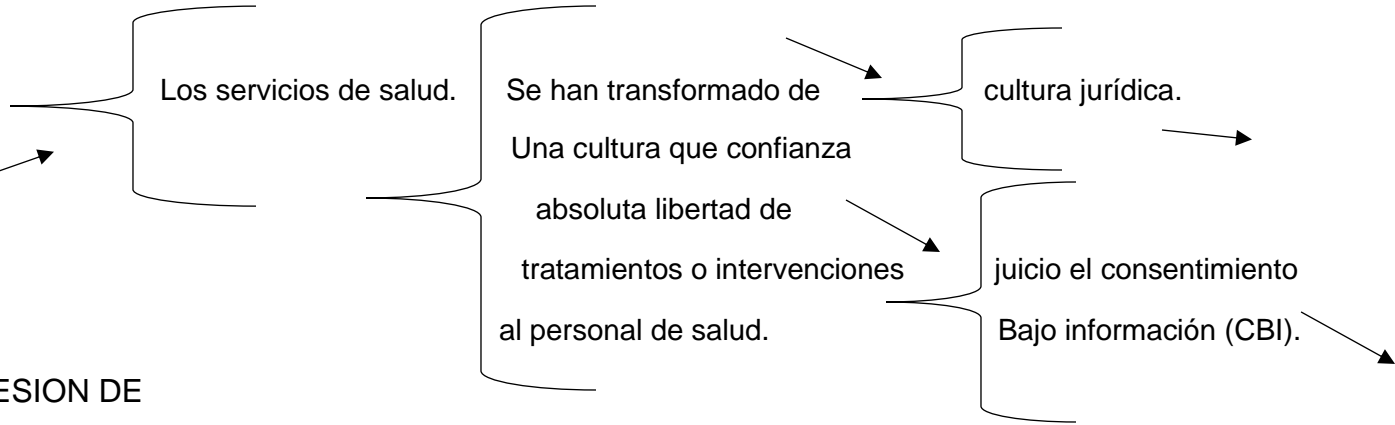 Los servicios de salud.
Se han transformado de
Una cultura que confianza
absoluta libertad de
tratamientos o intervenciones
al personal de salud.
cultura jurídica.
juicio el consentimiento
Bajo información (CBI).
ESION DE